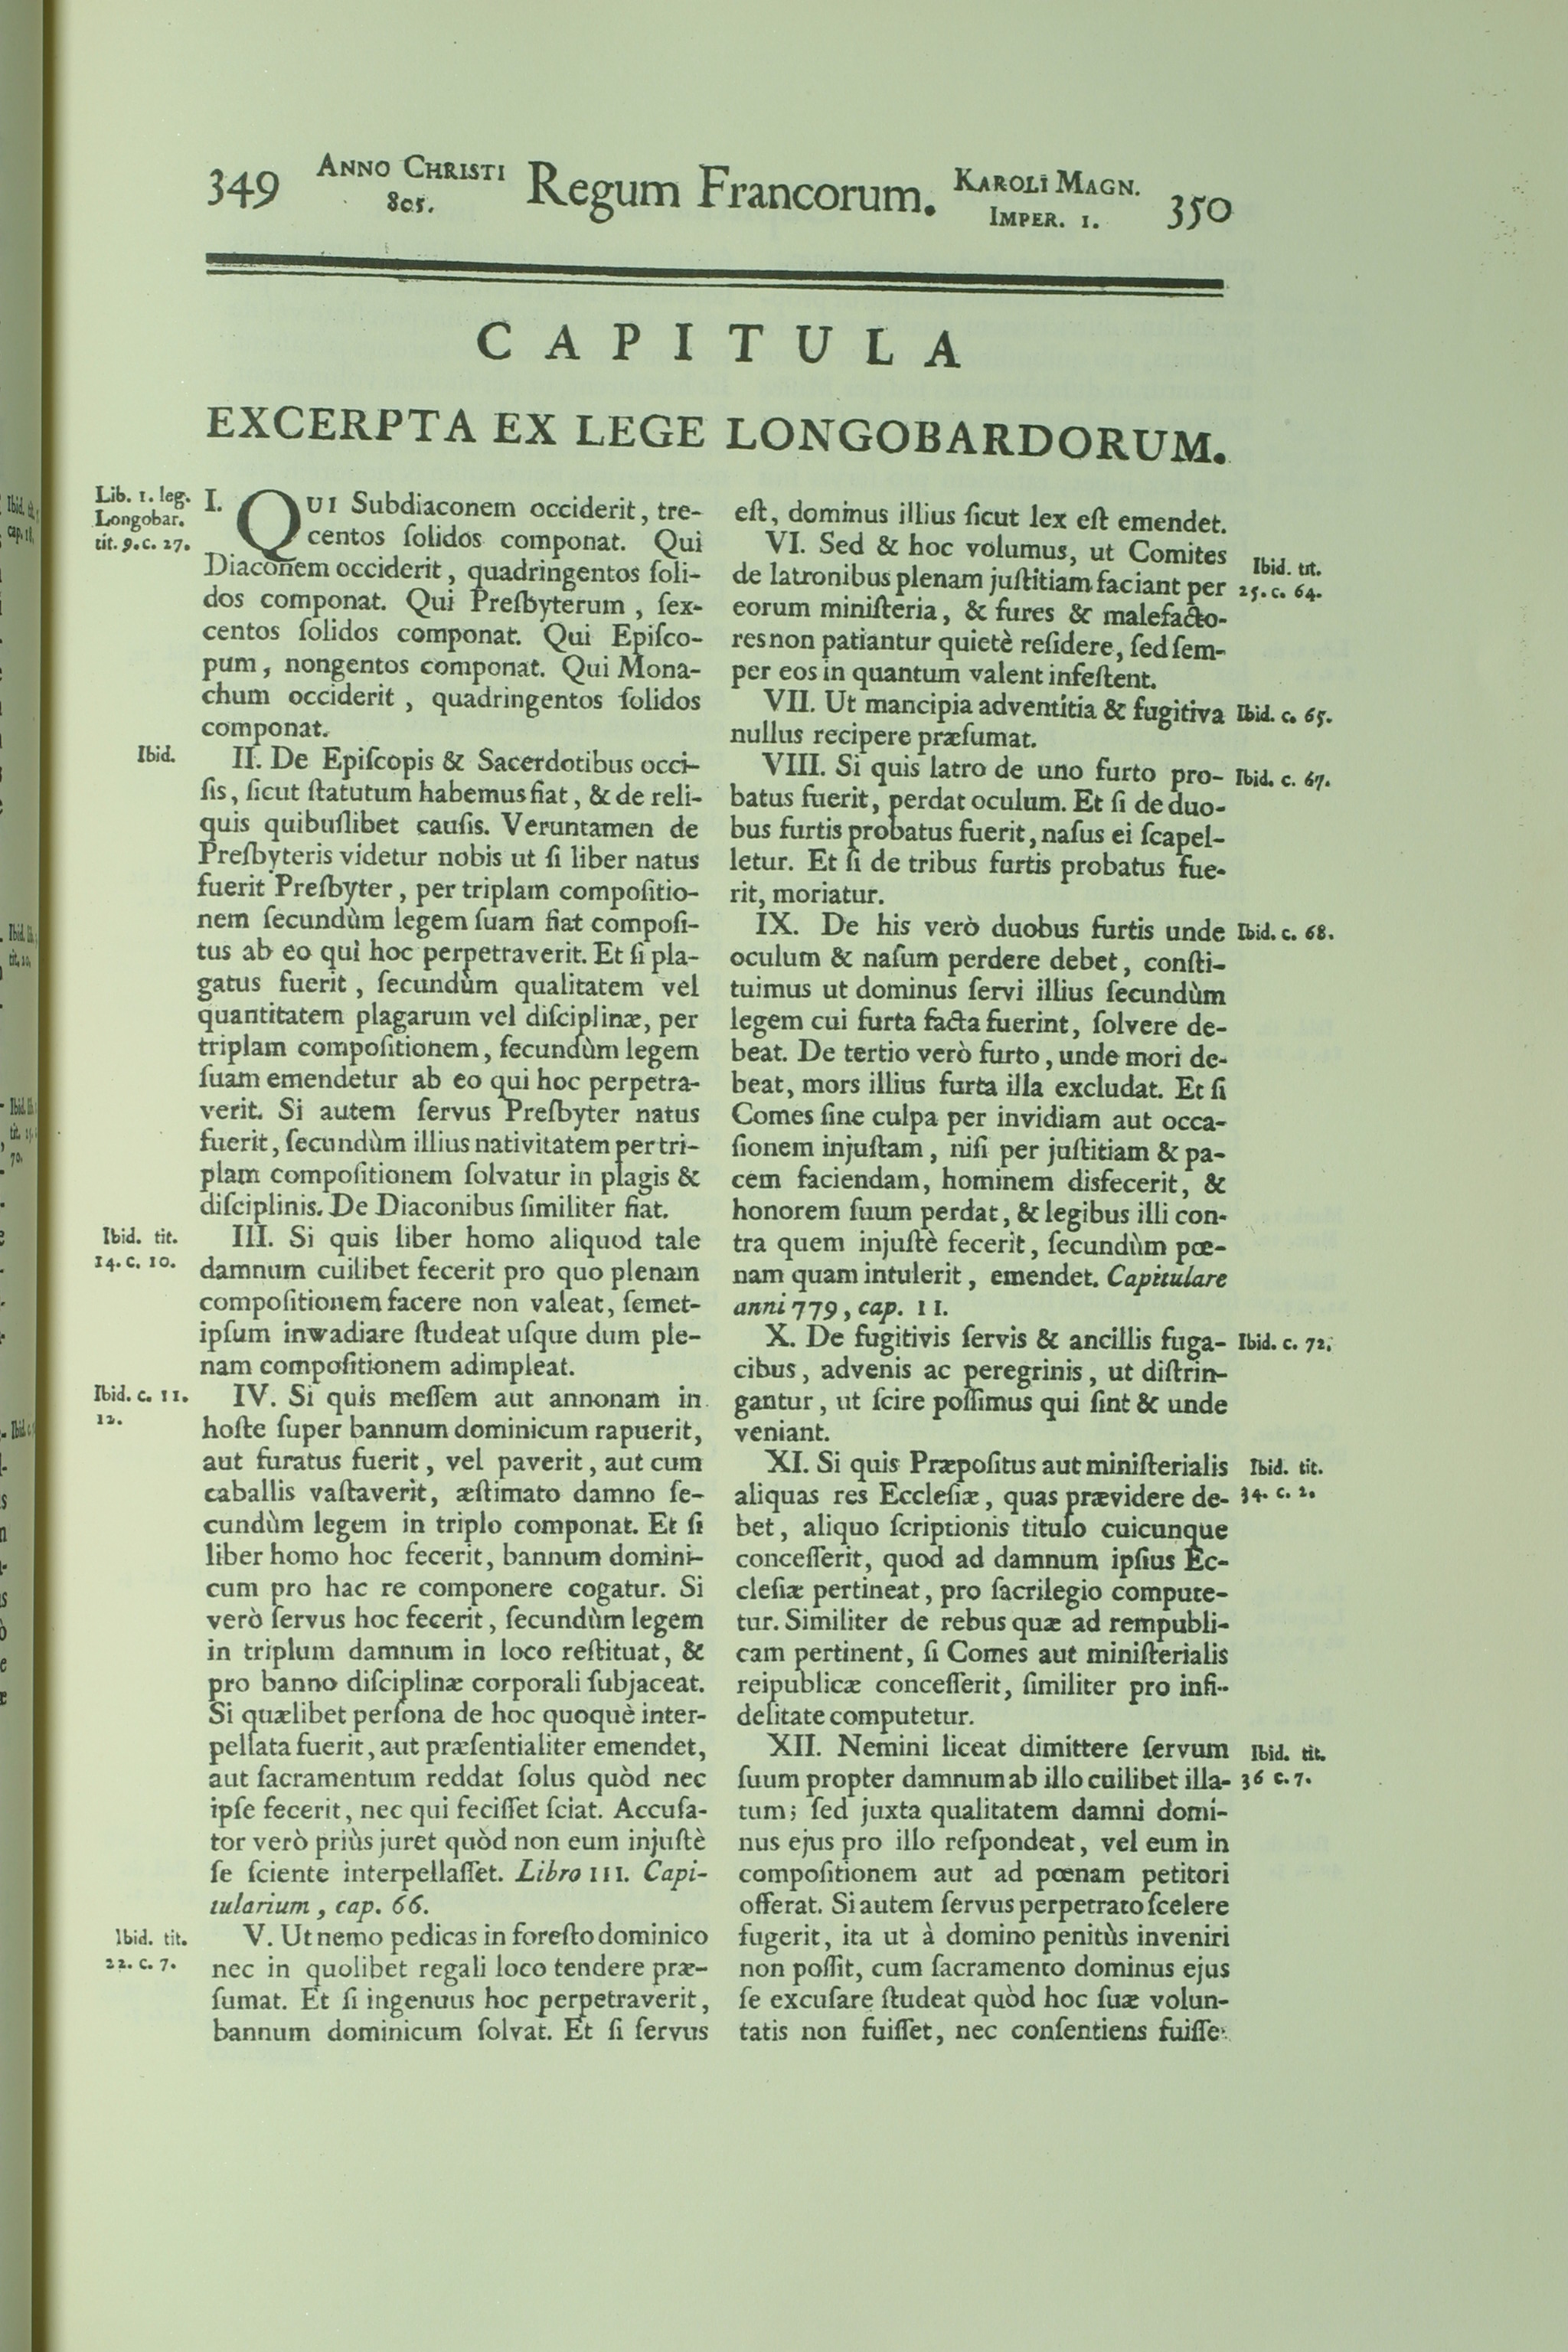 349 ANNO CHRISTI 805. Regum Francorum. KAROLI MAGN. IMPER. I. 350
CAPITULA
EXCERPTA EX LEGE LONGOBARDORUM.
Lib. 1. leg.
Longobar.
tit. 9. c. 27.
I. QUI Subdiaconem occiderit, tre-
centos ſolidos componat. Qui
Diaconem occiderit, quadringentos ſoli-
dos componat. Qui Preſbyterum, ſex-
centos ſolidos componat. Qui Epiſco-
pum, nongentos componat. Qui Mona-
chum occiderit, quadringentos ſolidos
componat.
Ibid.
II. De Epiſcopis & Sacerdotibus occi-
ſis, ſicut ſtatutum habemus fiat, & de reli-
quis quibuſlibet cauſis. Veruntamen de
Preſbyteris videtur nobis ut ſi liber natus
fuerit Preſbyter, per triplam compoſitio-
nem ſecundùm legem ſuam fiat compoſi-
tus ab eo qui hoc perpetraverit. Et ſi pla-
gatus fuerit, ſecundùm qualitatem vel
quantitatem plagarum vel diſciplinæ, per
triplam compoſitionem, ſecundùm legem
ſuam emendetur ab eo qui hoc perpetra-
verit. Si autem ſervus Preſbyter natus
fuerit, ſecundùm illius nativitatem per tri-
plam compoſitionem ſolvatur in plagis &
diſciplinis. De Diaconibus ſimiliter fiat.
Ibid. tit.
14. c. 10.
III. Si quis liber homo aliquod tale
damnum cuilibet fecerit pro quo plenam
compoſitionem facere non valeat, ſemet-
ipſum inwadiare ſtudeat uſque dum ple-
nam compoſitionem adimpleat.
Ibid. c. 11.
12.
IV. Si quis meſſem aut annonam in
hoſte ſuper bannum dominicum rapuerit,
aut furatus fuerit, vel paverit, aut cum
caballis vaſtaverit, æſtimato damno ſe-
cundùm legem in triplo componat. Et ſi
liber homo hoc fecerit, bannum domini-
cum pro hac re componere cogatur. Si
verò ſervus hoc fecerit, ſecundùm legem
in triplum damnum in loco reſtituat, &
pro banno diſciplinæ corporali ſubjaceat.
Si quælibet perſona de hoc quoquè inter-
pellata fuerit, aut præſentialiter emendet,
aut ſacramentum reddat ſolus quòd nec
ipſe fecerit, nec qui feciſſet ſciat. Accuſa-
tor verò priùs juret quòd non eum injuſtè
ſe ſciente interpellaſſet. Libro III. Capi-
tularium, cap. 66.
Ibid. tit.
22. c. 7.
V. Ut nemo pedicas in foreſto dominico
nec in quolibet regali loco tendere præ-
ſumat. Et ſi ingenuus hoc perpetraverit,
bannum dominicum ſolvat. Et ſi ſervus
eſt, dominus illius ſicut lex eſt emendet.
VI. Sed & hoc volumus, ut Comites
de latronibus plenam juſtitiam faciant per
eorum miniſteria, & fures & malefacto-
res non patiantur quietè reſidere, ſed ſem-
per eos in quantum valent infeſtent.
Ibid. tit.
25. c. 64.
VII. Ut mancipia adventitia & fugitiva
nullus recipere præſumat.
Ibid. c. 65.
VIII. Si quis latro de uno furto pro-
batus fuerit, perdat oculum. Et ſi de duo-
bus furtis probatus fuerit, naſus ei ſcapel-
letur. Et ſi de tribus furtis probatus fue-
rit, moriatur.
Ibid. c. 67.
IX. De his verò duobus furtis unde
oculum & naſum perdere debet, conſti-
tuimus ut dominus ſervi illius ſecundùm
legem cui furta facta fuerint, ſolvere de-
beat. De tertio verò furto, unde mori de-
beat, mors illius furta illa excludat. Et ſi
Comes ſine culpa per invidiam aut occa-
ſionem injuſtam, niſi per juſtitiam & pa-
cem faciendam, hominem disfecerit, &
honorem ſuum perdat, & legibus illi con-
tra quem injuſtè fecerit, ſecundùm pœ-
nam quam intulerit, emendet. Capitulare
anni 779, cap. 11.
Ibid. c. 68.
X. De fugitivis ſervis & ancillis fuga-
cibus, advenis ac peregrinis, ut diſtrin-
gantur, ut ſcire poſſimus qui ſint & unde
veniant.
Ibid. c. 72.
XI. Si quis Præpoſitus aut miniſterialis
aliquas res Eccleſiæ, quas prævidere de-
bet, aliquo ſcriptionis titulo cuicunque
conceſſerit, quod ad damnum ipſius Ec-
cleſiæ pertineat, pro ſacrilegio compute-
tur. Similiter de rebus quæ ad rempubli-
cam pertinent, ſi Comes aut miniſterialis
reipublicæ conceſſerit, ſimiliter pro infi-
delitate computetur.
Ibid. tit.
34. c. 2.
XII. Nemini liceat dimittere ſervum
ſuum propter damnum ab illo cuilibet illa-
tum; ſed juxta qualitatem damni domi-
nus ejus pro illo reſpondeat, vel eum in
compoſitionem aut ad pœnam petitori
offerat. Si autem ſervus perpetrato ſcelere
fugerit, ita ut à domino penitùs inveniri
non poſſit, cum ſacramento dominus ejus
ſe excuſare ſtudeat quòd hoc ſuæ volun-
tatis non fuiſſet, nec conſentiens fuiſſe
Ibid. tit.
36 c. 7.